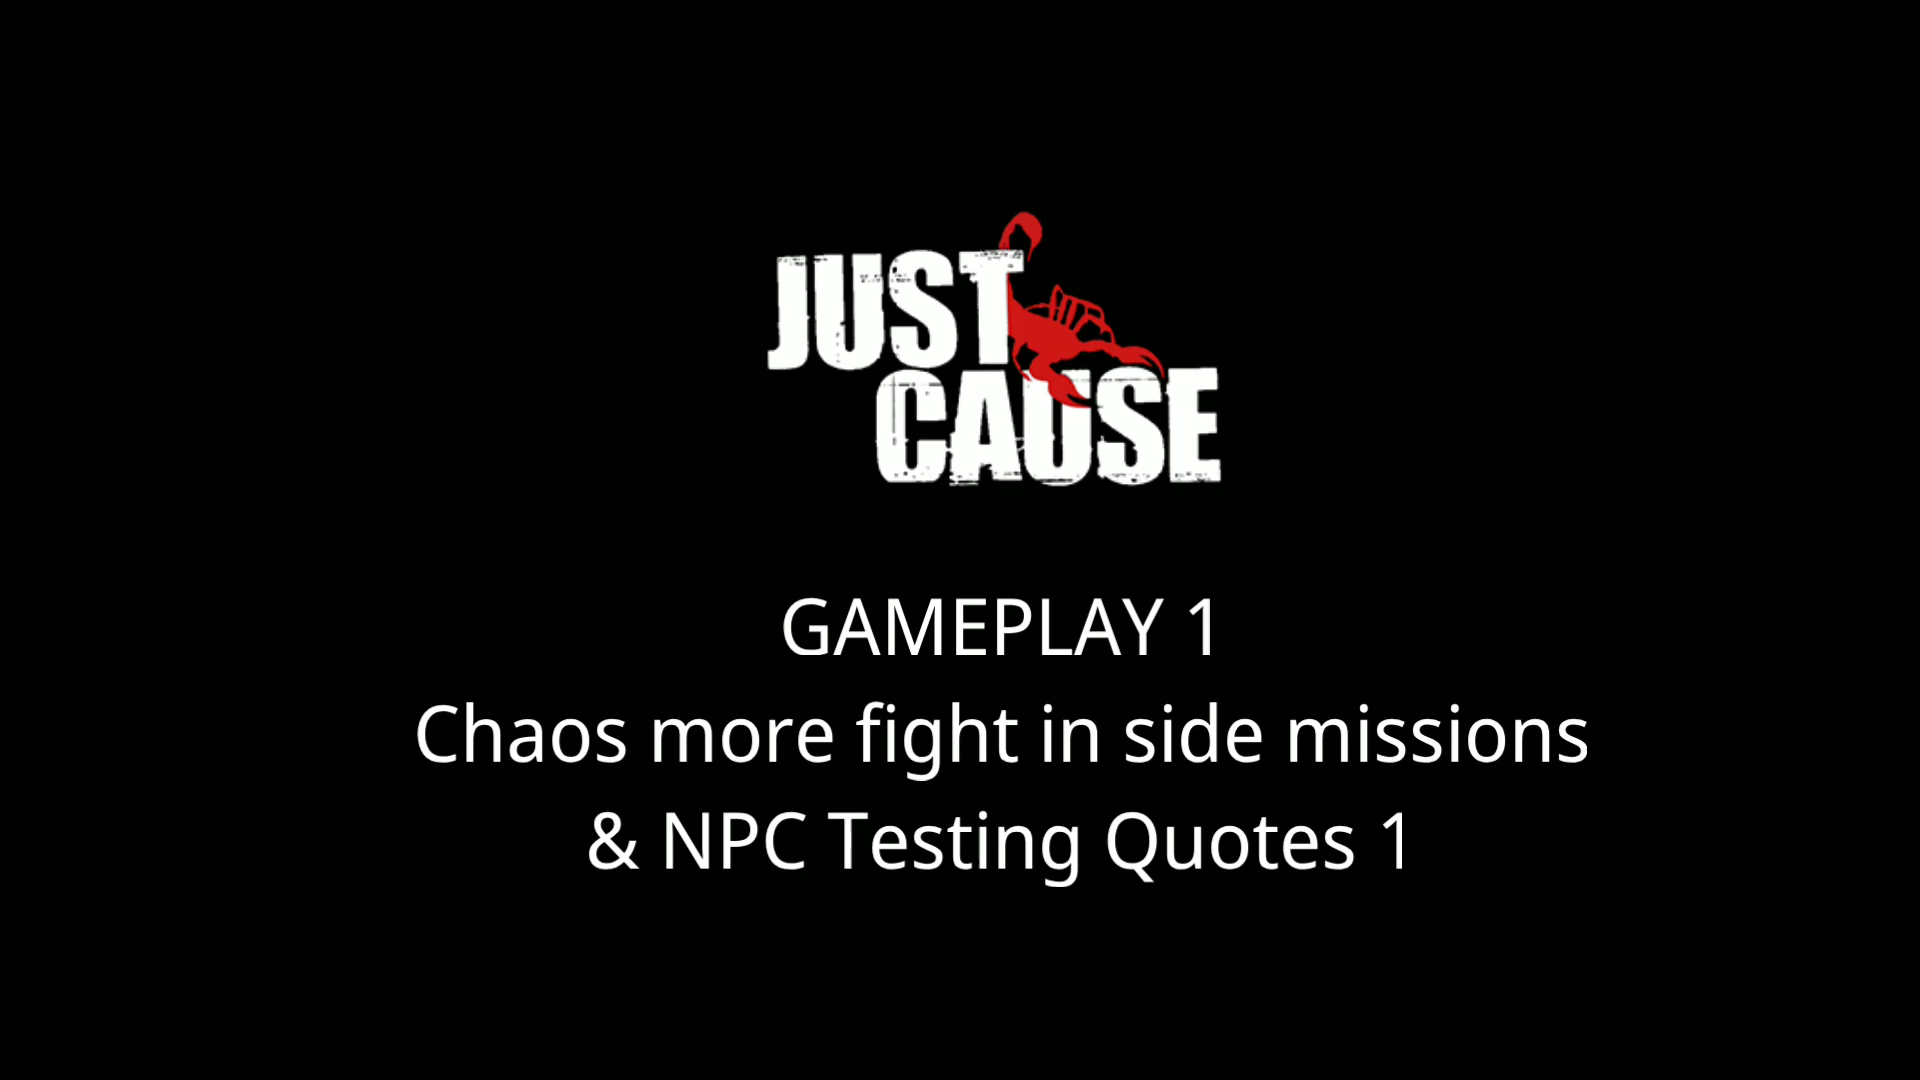 JUST
CAUSE
GAMEPLAY 1
Chaos more fight in side missions
& NPC Testing Quotes 1